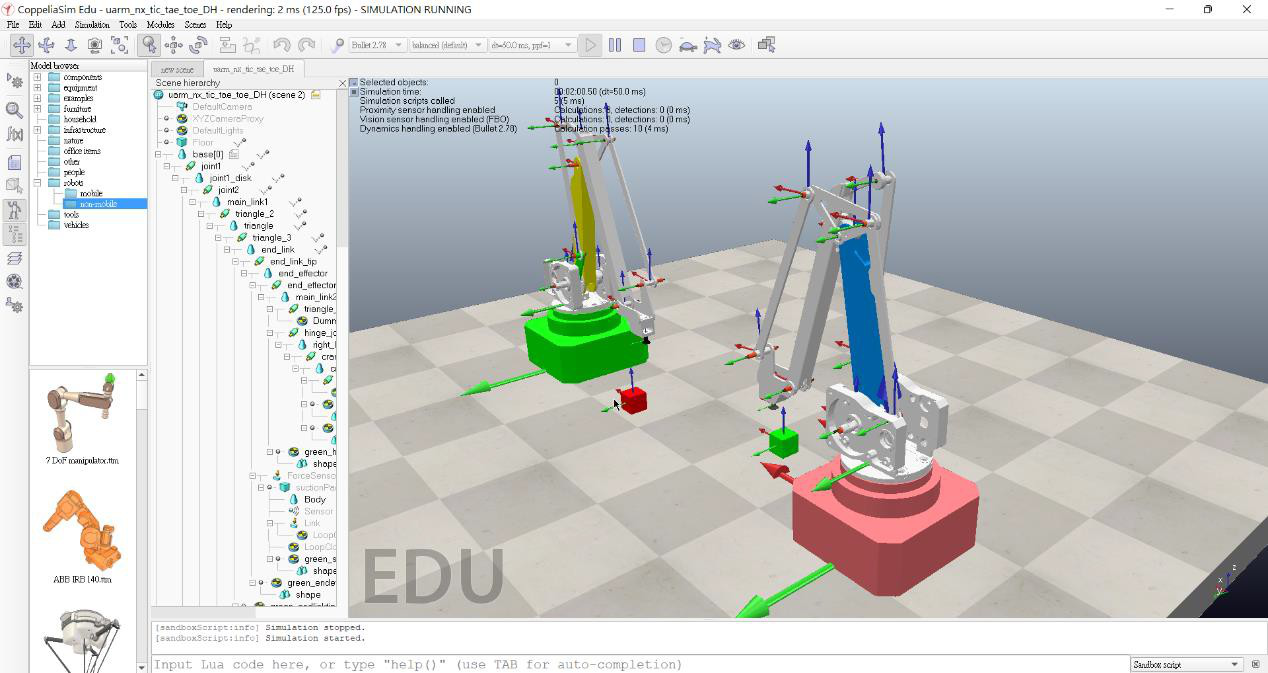 CoppeliaSim Edu - uarm_nx_tic_tae_toe_DH - rendering: 2 ms (125.0 fps) - SIMULATION RUNNING
File Edit Add Simulation Tools Modules Scenes Help
Bullet 2.78 balanced (default) dt=50.0 ms, ppf=1
Model browser
components
equipment
examples
furniture
household
infrastructure
nature
office items
other
people
robots
mobile
non-mobile
tools
vehicles
7 DoF manipulator.ttm
ABB IRB 140.ttm
new scene uarm_nx_tic_tae_toe_DH
Scene hierarchy
uarm_nx_tic_tae_toe_DH (scene 2)
DefaultCamera
XYZCameraProxy
DefaultLights
Floor
base[0]
joint1
joint1_disk
joint2
main_link1
triangle_2
triangle
triangle_3
end_link
end_link_tip
end_effector
end_effector
main_link2
triangle_
Dumm
hinge_jo
right_l
cran
c
green_h
shape
ForceSenso
suctionPa
Body
Sensor
Link
LoopC
LoopClo
green_s
shape
green_ende
shape
Selected objects: 0
Simulation time: 00:02:00.50 (dt=50.0 ms)
Simulation scripts called 5 (5 ms)
Proximity sensor handling enabled Calculations: 0, detections: 0 (0 ms)
Vision sensor handling enabled (FBO) Calculations: 0, detections: 0 (0 ms)
Dynamics handling enabled (Bullet 2.78) Calculation passes: 10 (4 ms)
EDU
z
x
[sandboxScript:info] Simulation stopped.
[sandboxScript:info] Simulation started.
Input Lua code here, or type "help()" (use TAB for auto-completion)
Sandbox script